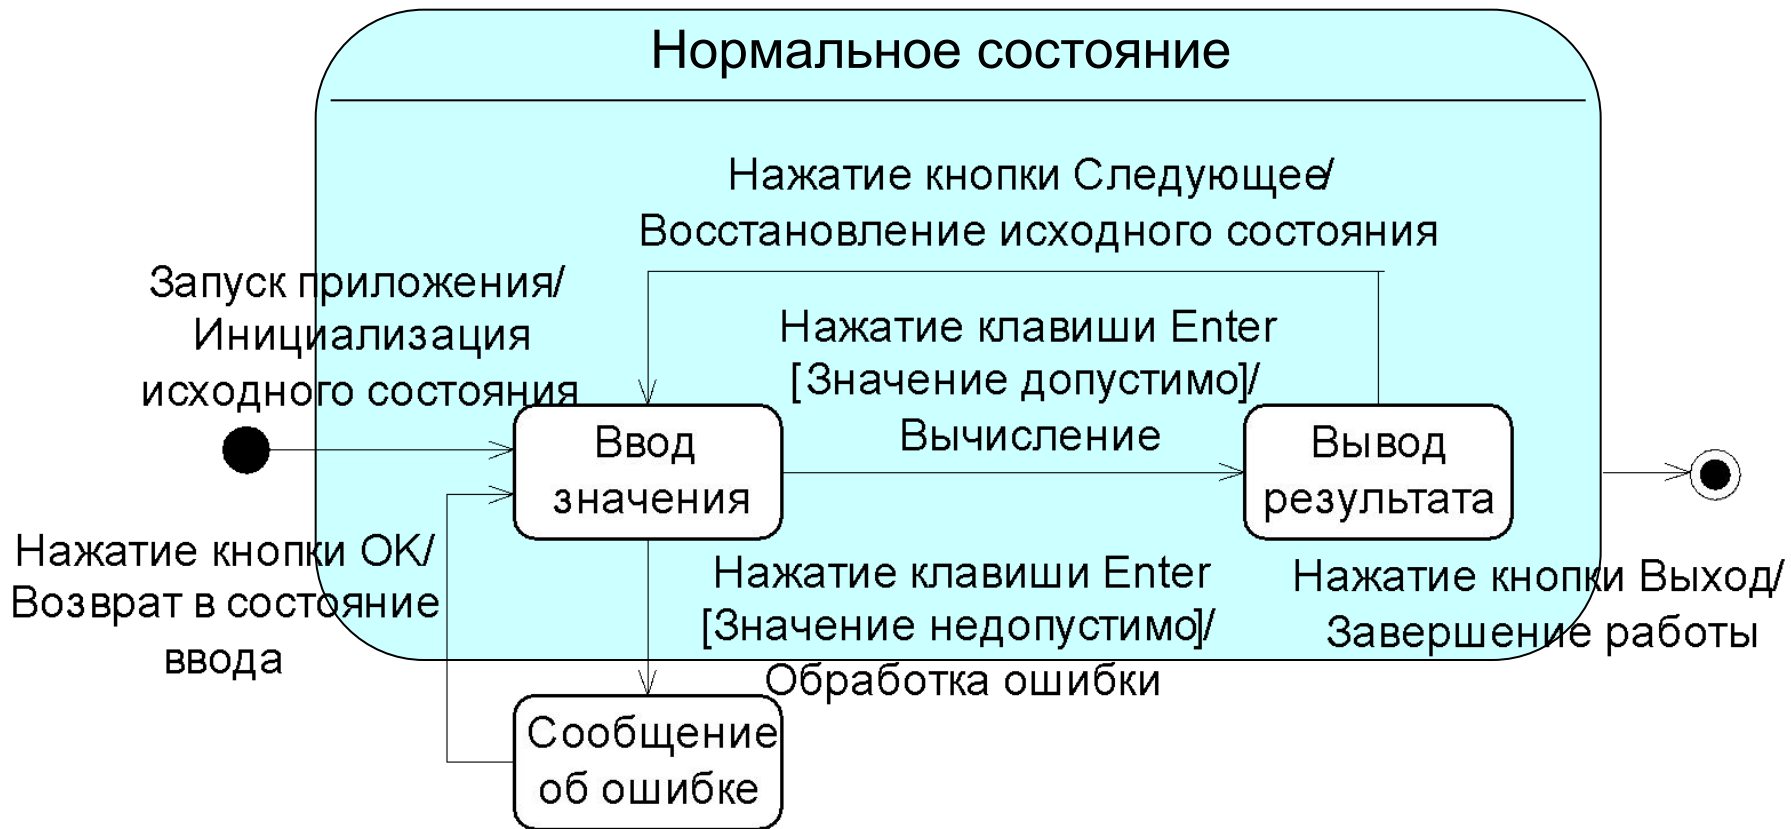 Нормальное состояние
Нажатие кнопки Следующее/
Восстановление исходного состояния
Запуск приложения/
Инициализация
исходного состояния
Нажатие клавиши Enter
[Значение допустимо]/
Вычисление
Ввод
значения
Вывод
результата
Нажатие кнопки OK/
Возврат в состояние
ввода
Нажатие клавиши Enter
[Значение недопустимо]/
Обработка ошибки
Нажатие кнопки Выход/
Завершение работы
Сообщение
об ошибке